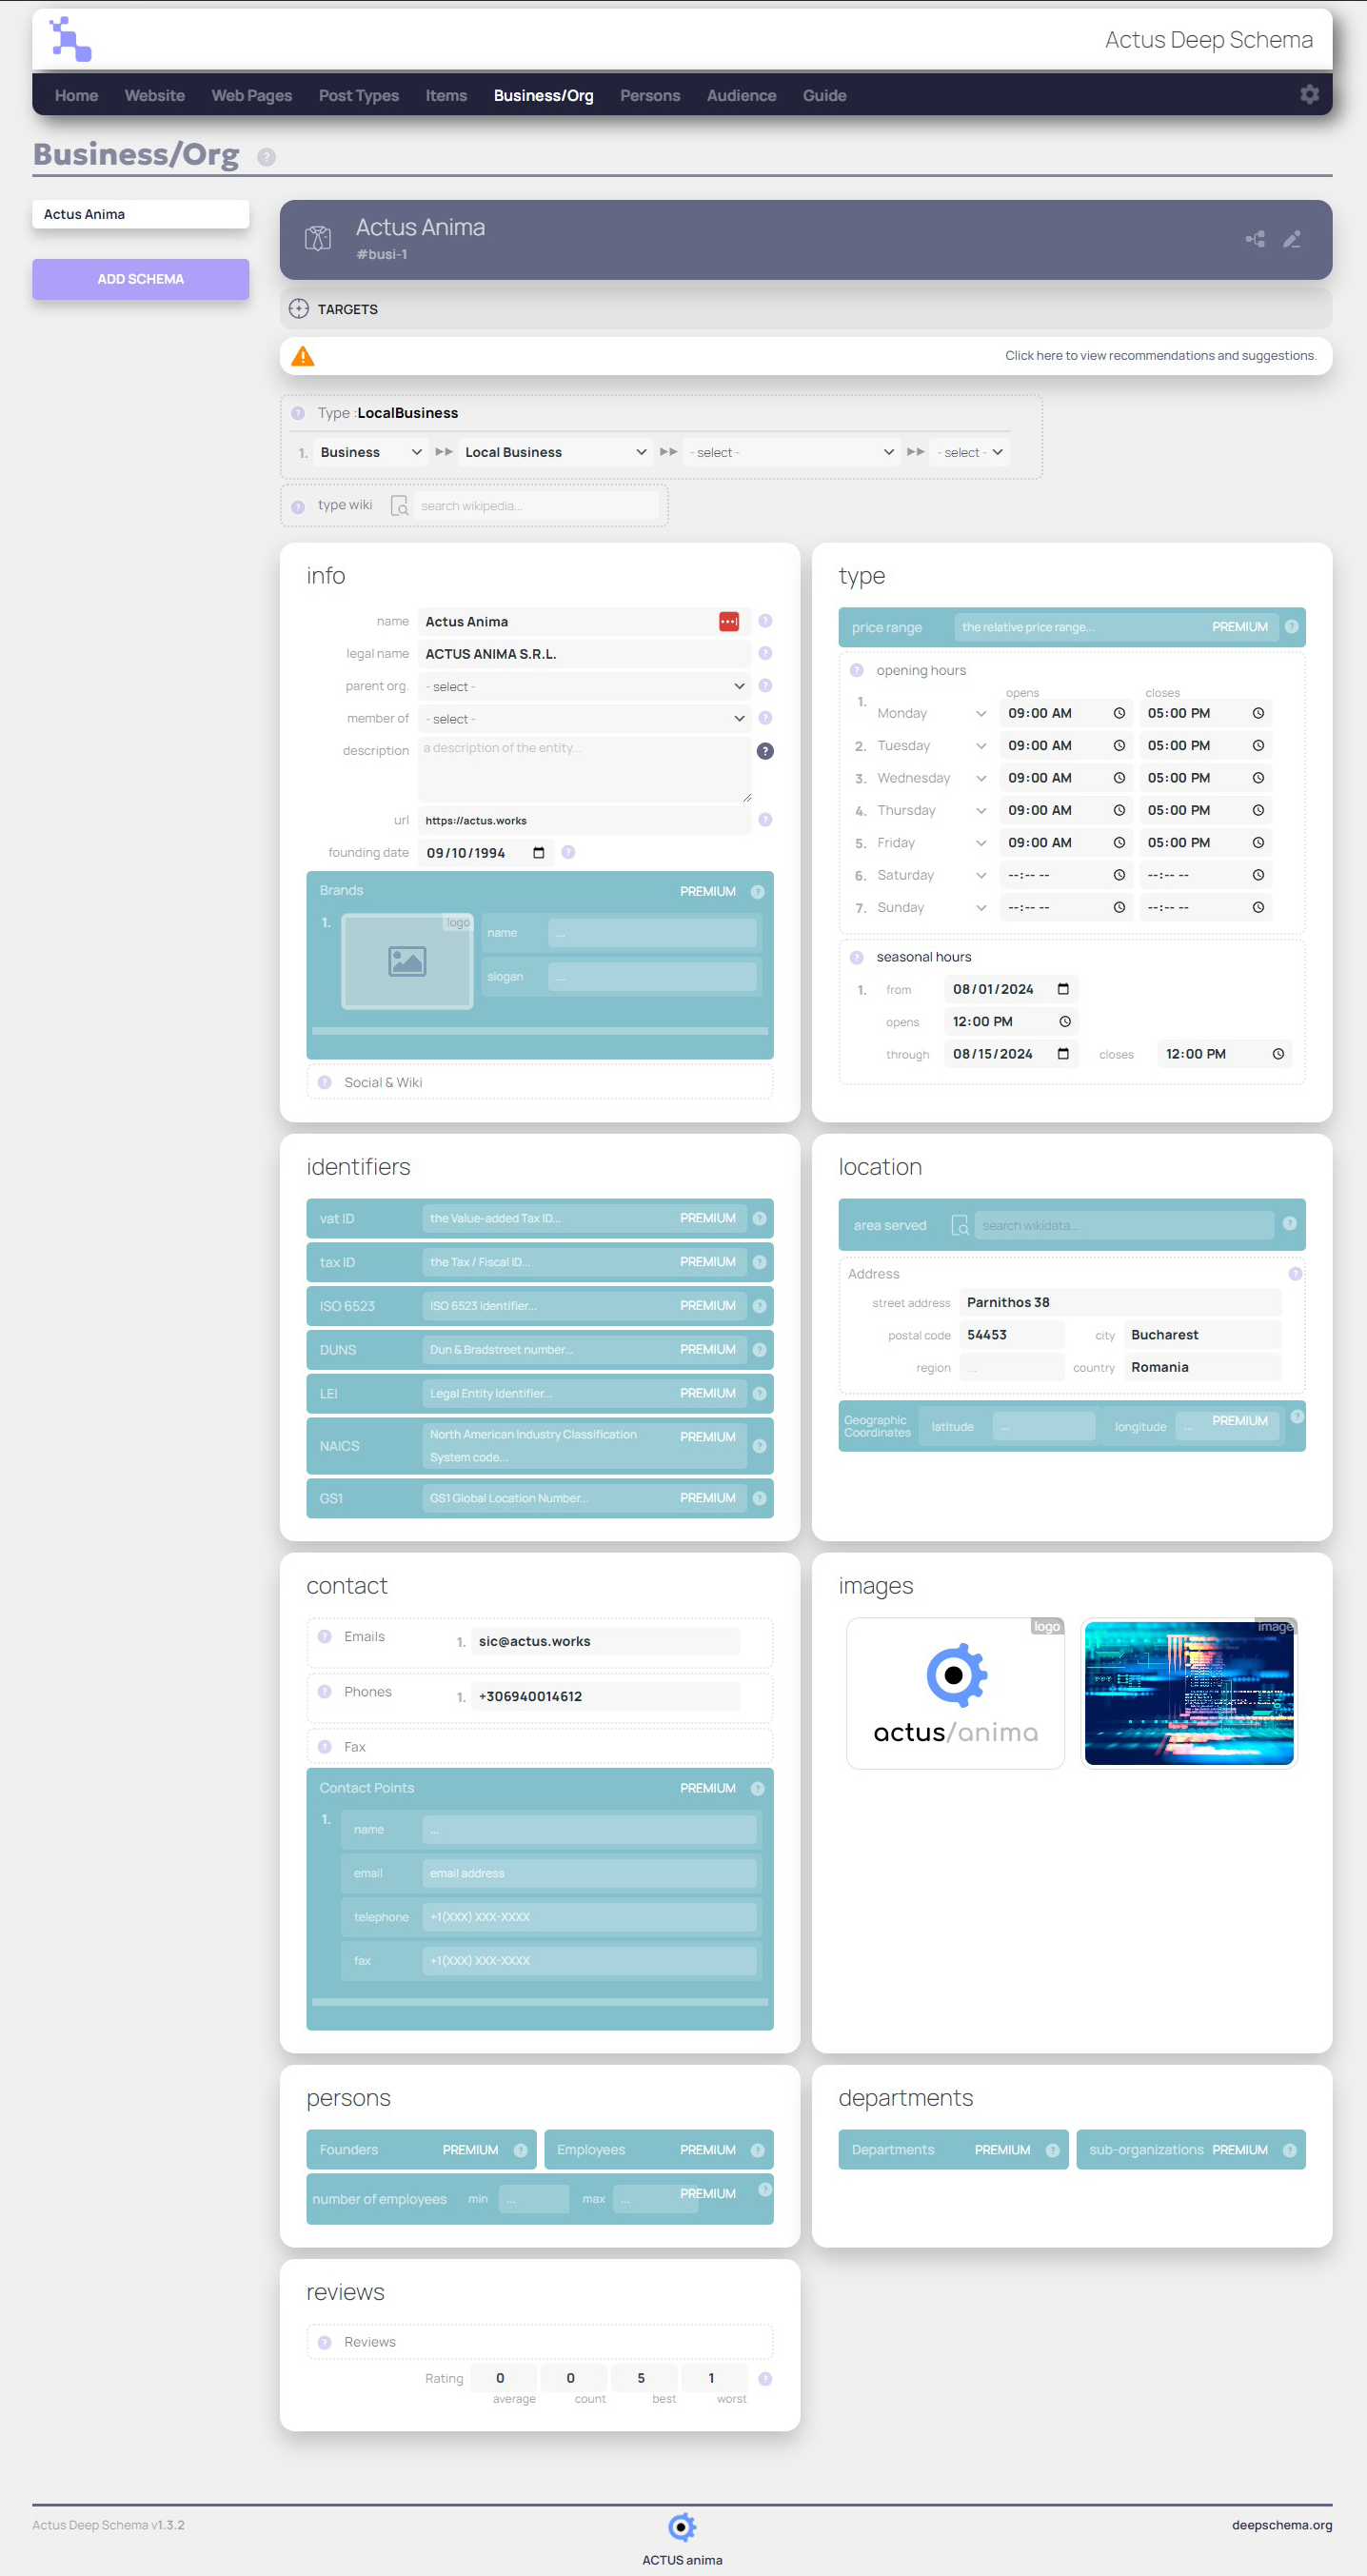 Actus Deep Schema
Home Website Web Pages Post Types Items Business/Org Persons Audience Guide
Business/Org ?
Actus Anima
ADD SCHEMA
Actus Anima
#busi-1
TARGETS
Click here to view recommendations and suggestions.
? Type :LocalBusiness
1. Business Local Business - select - - select -
? type wiki search wikipedia...
info
name Actus Anima ?
legal name ACTUS ANIMA S.R.L. ?
parent org. - select - ?
member of - select - ?
description a description of the entity... ?
url https://actus.works ?
founding date 09/10/1994 ?
Brands PREMIUM ?
1. logo name ...
slogan ...
? Social & Wiki
type
price range the relative price range... PREMIUM ?
? opening hours
opens closes
1. Monday 09:00 AM 05:00 PM
2. Tuesday 09:00 AM 05:00 PM
3. Wednesday 09:00 AM 05:00 PM
4. Thursday 09:00 AM 05:00 PM
5. Friday 09:00 AM 05:00 PM
6. Saturday --:-- -- --:-- --
7. Sunday --:-- -- --:-- --
? seasonal hours
1. from 08/01/2024
opens 12:00 PM
through 08/15/2024 closes 12:00 PM
identifiers
vat ID the Value-added Tax ID... PREMIUM ?
tax ID the Tax / Fiscal ID... PREMIUM ?
ISO 6523 ISO 6523 identifier... PREMIUM ?
DUNS Dun & Bradstreet number... PREMIUM ?
LEI Legal Entity Identifier... PREMIUM ?
NAICS North American Industry Classification PREMIUM ?
System code...
GS1 GS1 Global Location Number... PREMIUM ?
location
area served search wikidata... ?
Address ?
street address Parnithos 38
postal code 54453 city Bucharest
region ... country Romania
Geographic latitude ... longitude ... PREMIUM ?
Coordinates
contact
? Emails 1. sic@actus.works
? Phones 1. +306940014612
? Fax
Contact Points PREMIUM ?
1. name ...
email email address
telephone +1(XXX) XXX-XXXX
fax +1(XXX) XXX-XXXX
images
logo image
actus/anima
persons
Founders PREMIUM ? Employees PREMIUM ?
number of employees min ... max ... PREMIUM ?
departments
Departments PREMIUM ? sub-organizations PREMIUM ?
reviews
? Reviews
Rating 0 0 5 1 ?
average count best worst
Actus Deep Schema v1.3.2
ACTUS anima
deepschema.org